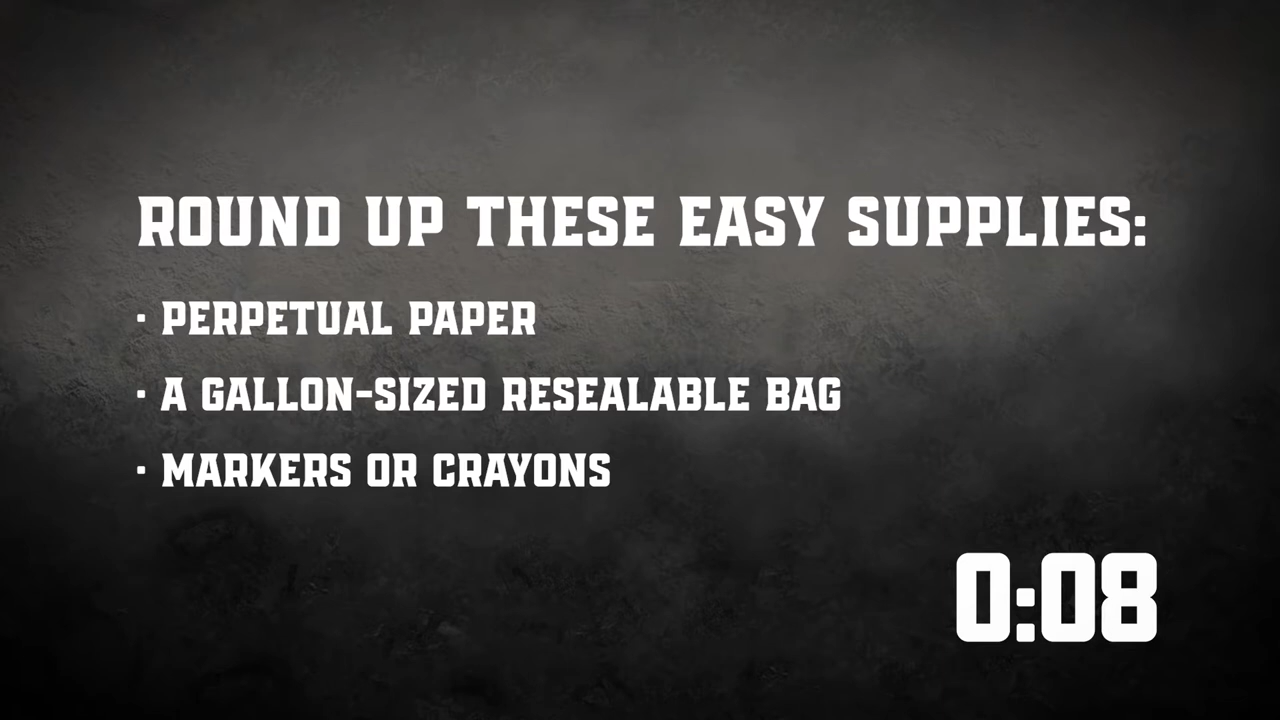 ROUND UP THESE EASY SUPPLIES:
· PERPETUAL PAPER
· A GALLON-SIZED RESEALABLE BAG
· MARKERS OR CRAYONS
0:08